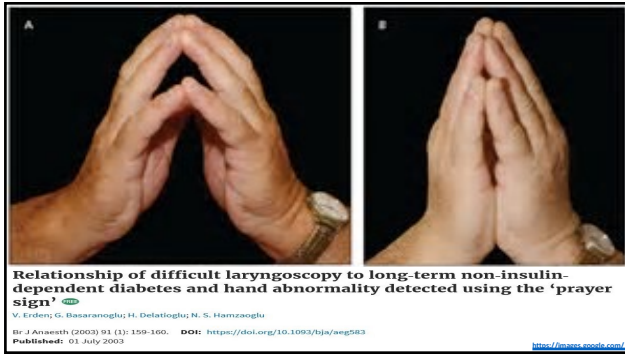 A
B
Relationship of difficult laryngoscopy to long-term non-insulin-
dependent diabetes and hand abnormality detected using the ‘prayer
sign’ FREE
V. Erden; G. Basaranoglu; H. Delatioglu; N. S. Hamzaoglu
Br J Anaesth (2003) 91 (1): 159-160. DOI: https://doi.org/10.1093/bja/aeg583
Published: 01 July 2003
https://images.google.com/